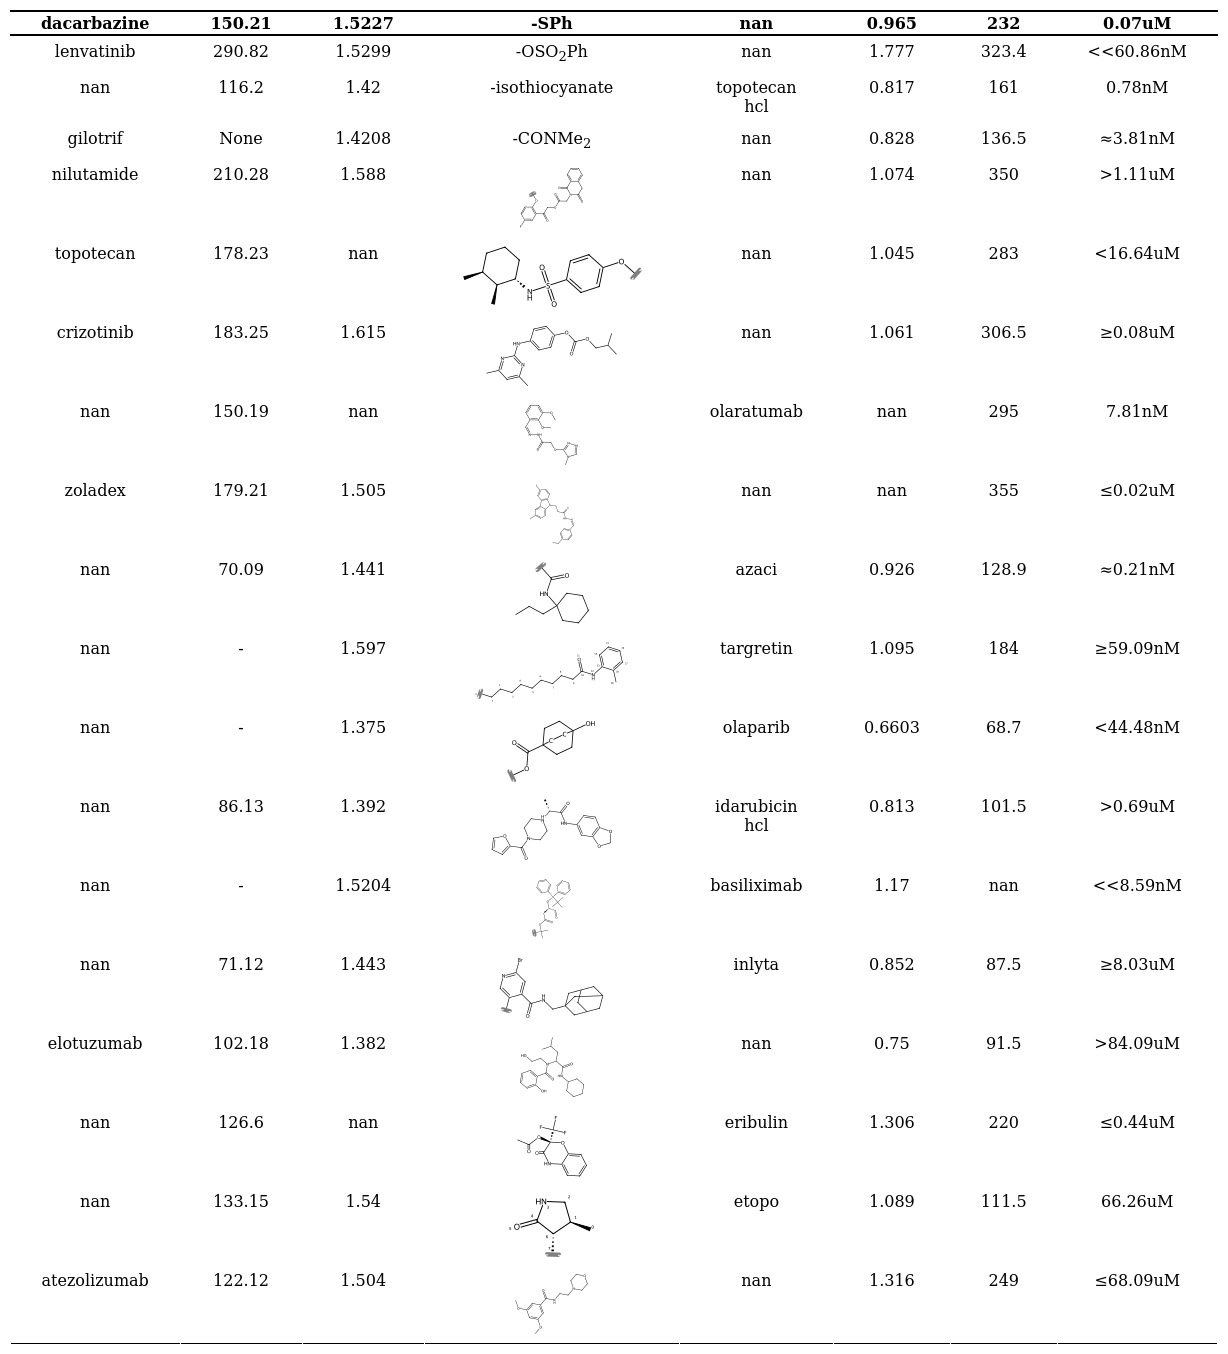 dacarbazine 150.21 1.5227 -SPh nan 0.965 232 0.07uM
lenvatinib 290.82 1.5299 -OSO2Ph nan 1.777 323.4 <<60.86nM
nan 116.2 1.42 -isothiocyanate topotecan 0.817 161 0.78nM
hcl
gilotrif None 1.4208 -CONMe2 nan 0.828 136.5 ≈3.81nM
nilutamide 210.28 1.588 nan 1.074 350 >1.11uM
topotecan 178.23 nan nan 1.045 283 <16.64uM
O O S O N H
crizotinib 183.25 1.615 nan 1.061 306.5 ≥0.08uM
nan 150.19 nan olaratumab nan 295 7.81nM
zoladex 179.21 1.505 nan nan 355 ≤0.02uM
nan 70.09 1.441 azaci 0.926 128.9 ≈0.21nM
O
HN
nan - 1.597 targretin 1.095 184 ≥59.09nM
nan - 1.375 olaparib 0.6603 68.7 <44.48nM
OH
C C
O
O
nan 86.13 1.392 idarubicin 0.813 101.5 >0.69uM
hcl
nan - 1.5204 basiliximab 1.17 nan <<8.59nM
nan 71.12 1.443 inlyta 0.852 87.5 ≥8.03uM
elotuzumab 102.18 1.382 nan 0.75 91.5 >84.09uM
nan 126.6 nan eribulin 1.306 220 ≤0.44uM
nan 133.15 1.54 etopo 1.089 111.5 66.26uM
HN
O
atezolizumab 122.12 1.504 nan 1.316 249 ≤68.09uM